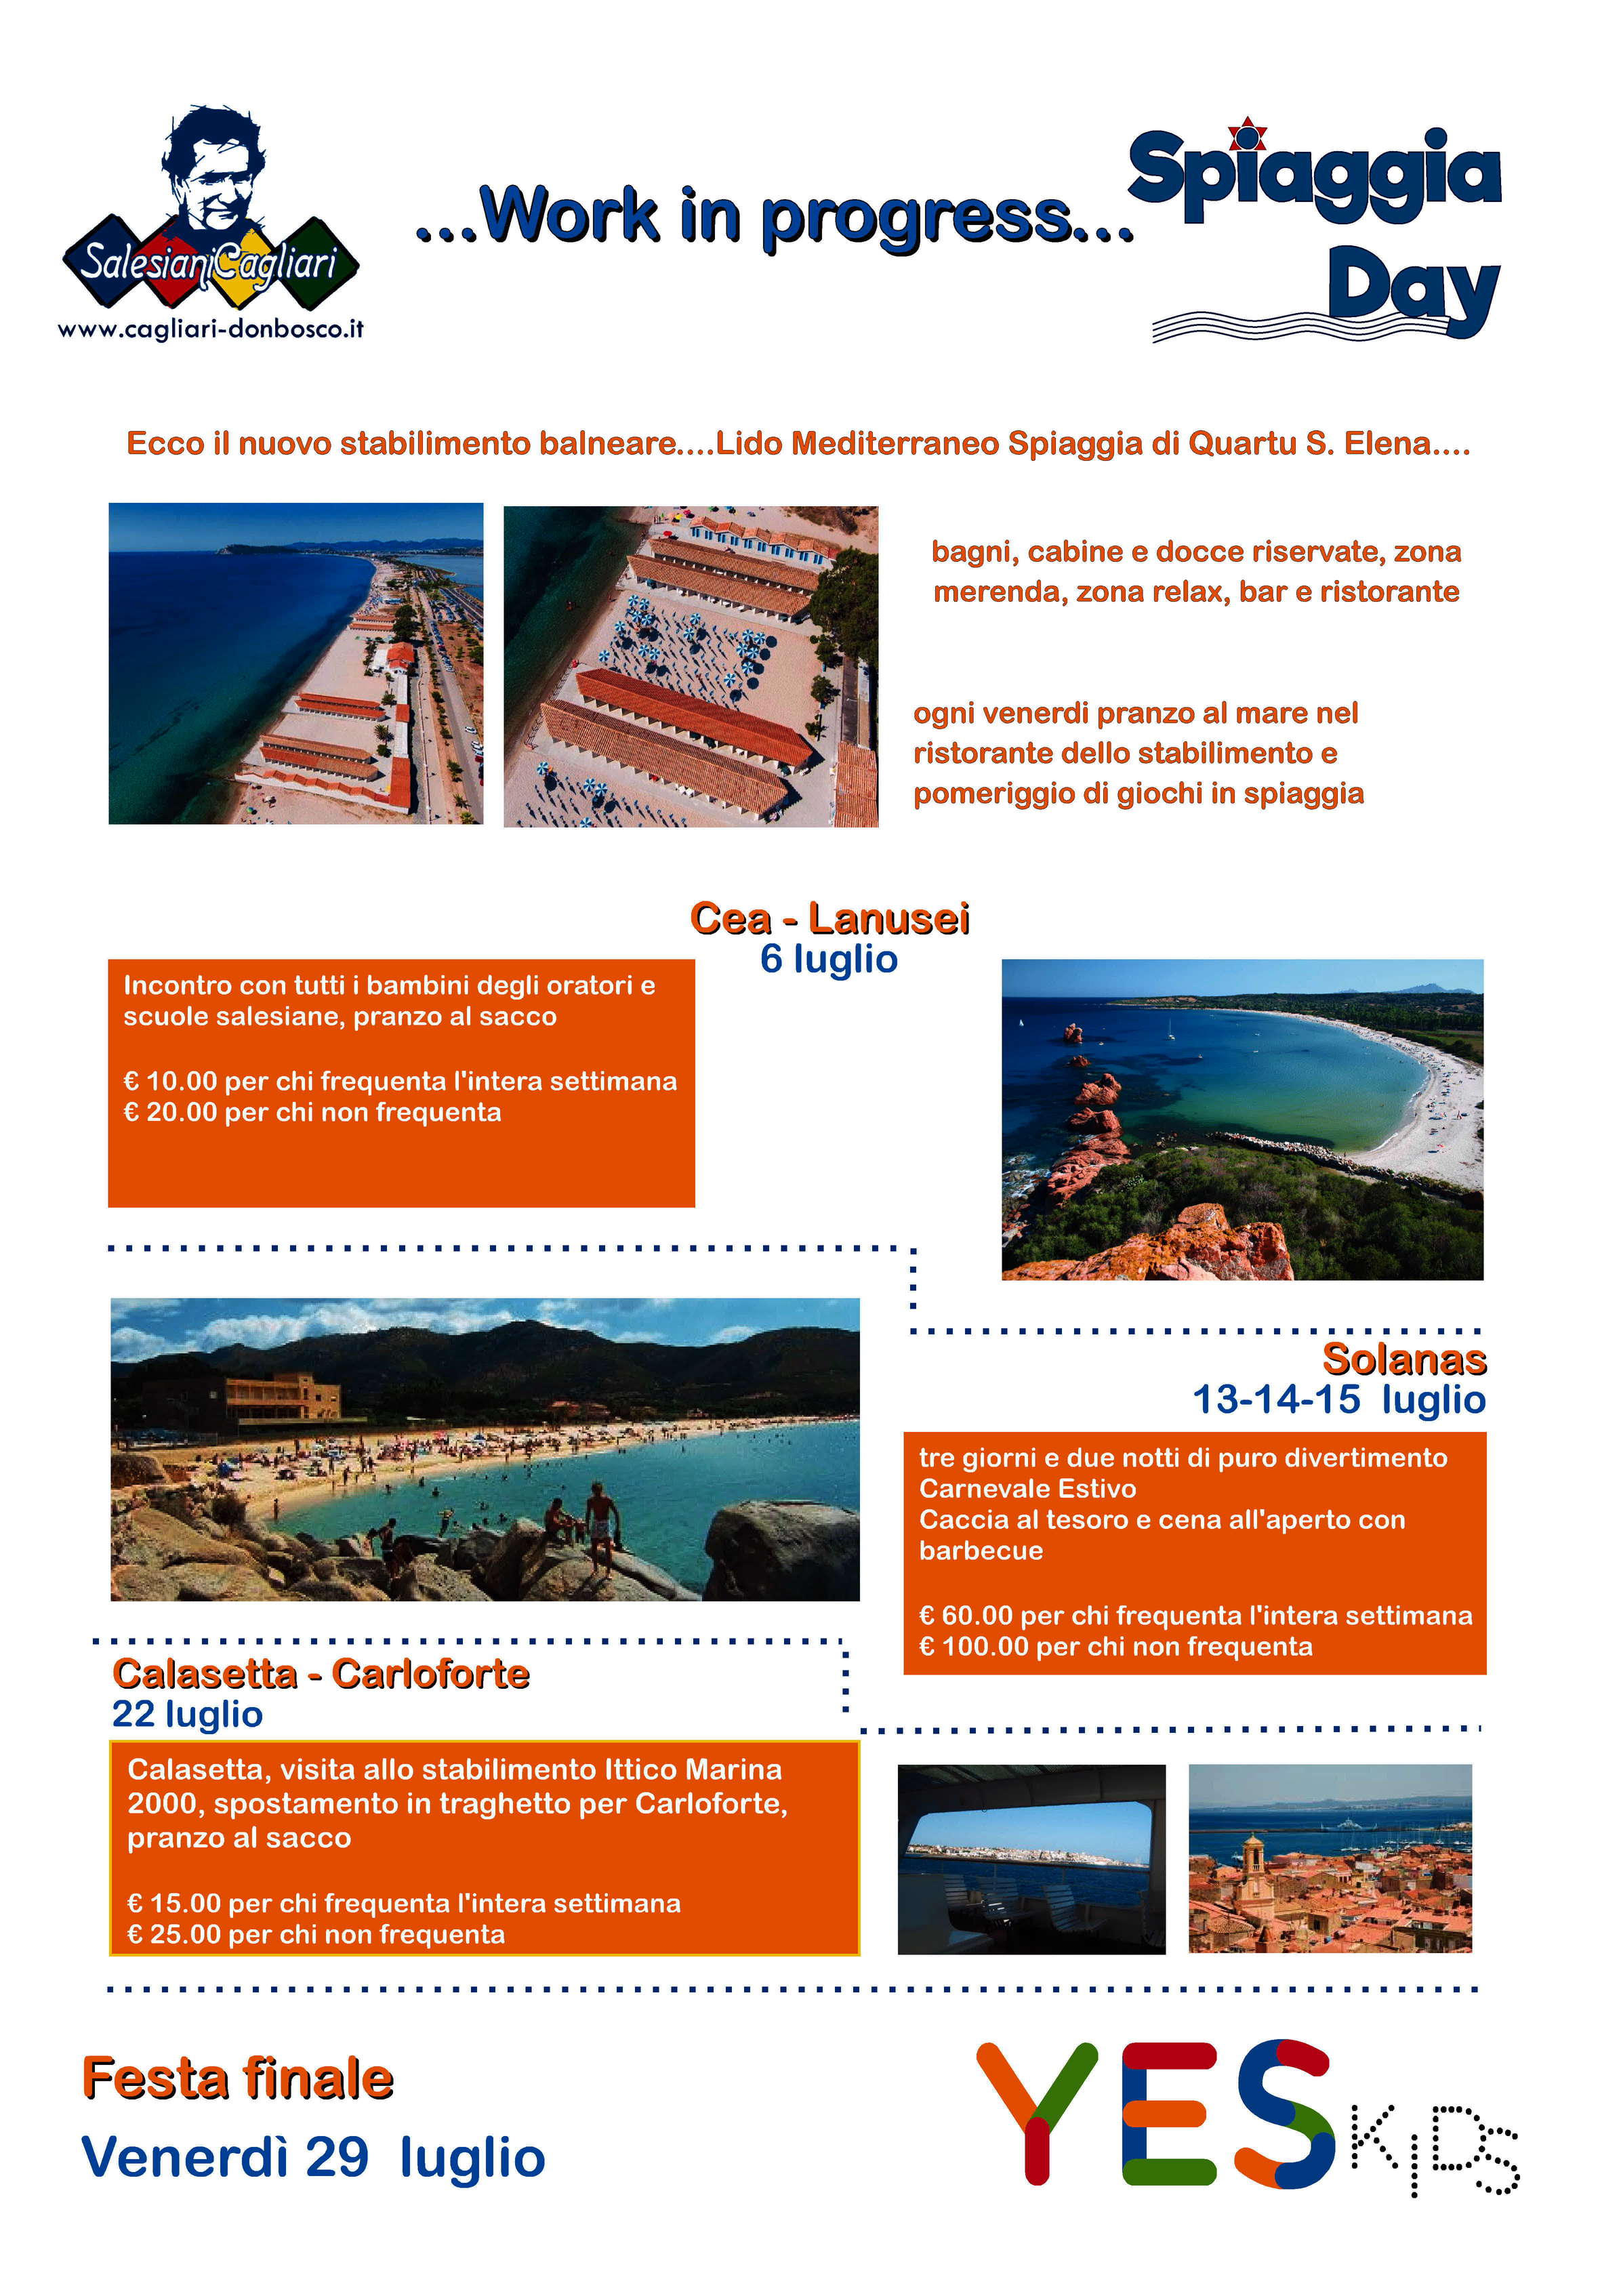 SalesianiCagliari
www.cagliari-donbosco.it
...Work in progress...
Spiaggia
Day
Ecco il nuovo stabilimento balneare....Lido Mediterraneo Spiaggia di Quartu S. Elena....
bagni, cabine e docce riservate, zona
merenda, zona relax, bar e ristorante
ogni venerdi pranzo al mare nel
ristorante dello stabilimento e
pomeriggio di giochi in spiaggia
Cea - Lanusei
6 luglio
Incontro con tutti i bambini degli oratori e
scuole salesiane, pranzo al sacco
€ 10.00 per chi frequenta l'intera settimana
€ 20.00 per chi non frequenta
Solanas
13-14-15 luglio
tre giorni e due notti di puro divertimento
Carnevale Estivo
Caccia al tesoro e cena all'aperto con
barbecue
€ 60.00 per chi frequenta l'intera settimana
€ 100.00 per chi non frequenta
Calasetta - Carloforte
22 luglio
Calasetta, visita allo stabilimento Ittico Marina
2000, spostamento in traghetto per Carloforte,
pranzo al sacco
€ 15.00 per chi frequenta l'intera settimana
€ 25.00 per chi non frequenta
Festa finale
Venerdì 29 luglio
YES KIDS